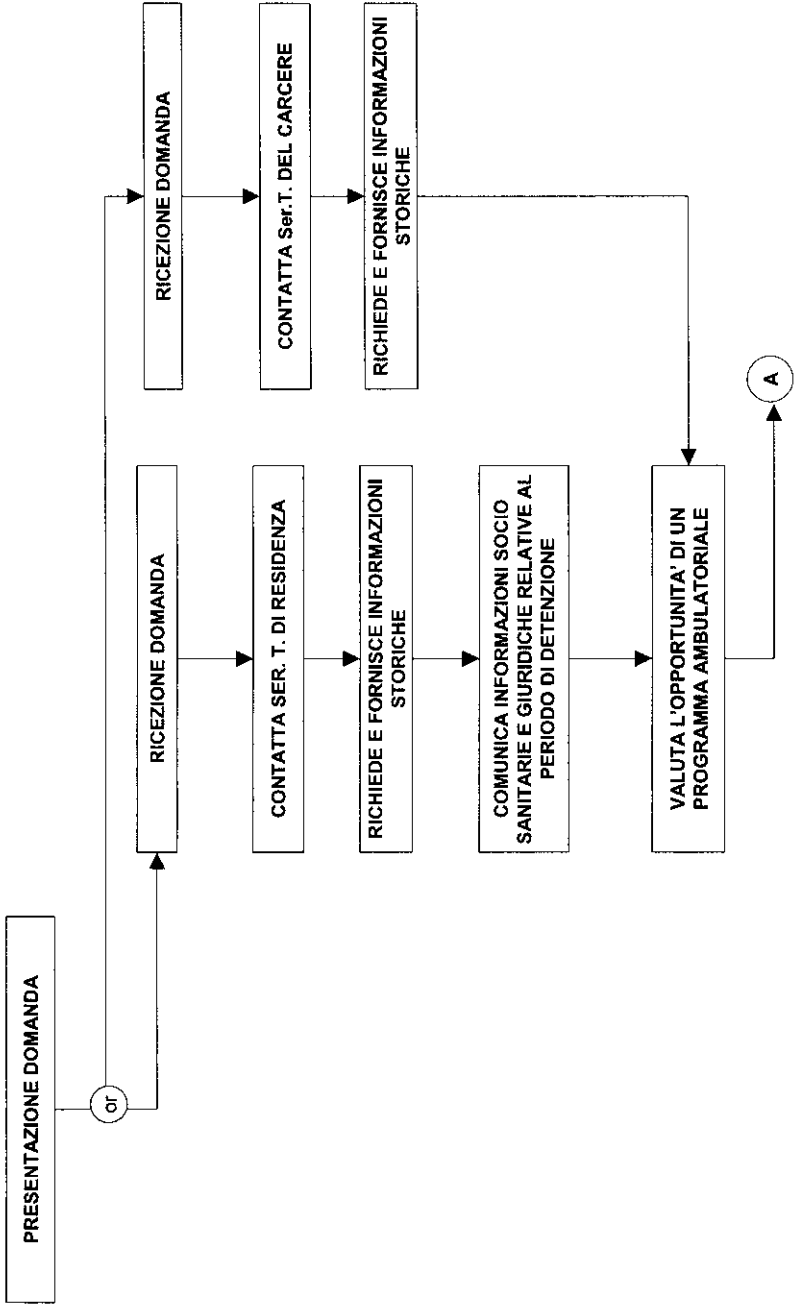 PRESENTAZIONE DOMANDA
or
RICEZIONE DOMANDA
CONTATTA SER. T. DI RESIDENZA
RICHIEDE E FORNISCE INFORMAZIONI
STORICHE
COMUNICA INFORMAZIONI SOCIO
SANITARIE E GIURIDICHE RELATIVE AL
PERIODO DI DETENZIONE
VALUTA L'OPPORTUNITA' DI UN
PROGRAMMA AMBULATORIALE
RICEZIONE DOMANDA
CONTATTA Ser.T. DEL CARCERE
RICHIEDE E FORNISCE INFORMAZIONI
STORICHE
A